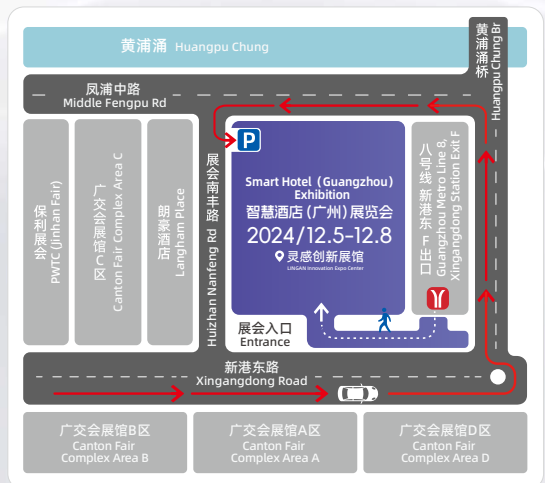 黄浦涌 Huangpu Chung
黄浦涌桥
Huangpu Chung Br
凤浦中路
Middle Fengpu Rd
保利展会
PWTC (Jinhan Fair)
广交会展馆C区
Canton Fair Complex Area C
朗豪酒店
Langham Place
展会南丰路
Huizhan Nanfeng Rd
P
Smart Hotel (Guangzhou)
Exhibition
智慧酒店(广州)展览会
2024/12.5-12.8
灵感创新展馆
LINGAN Innovation Expo Center
八号线 新港东 F出口
Guangzhou Metro Line 8,
Xingangdong Station Exit F
展会入口
Entrance
新港东路
Xingangdong Road
广交会展馆B区
Canton Fair
Complex Area B
广交会展馆A区
Canton Fair
Complex Area A
广交会展馆D区
Canton Fair
Complex Area D